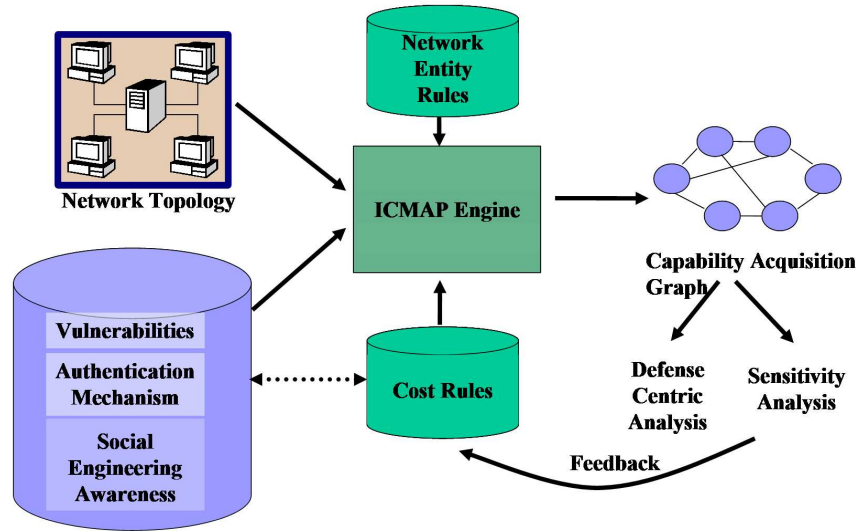 Network
Entity
Rules
Network Topology
ICMAP Engine
Capability Acquisition
Graph
Vulnerabilities
Authentication
Mechanism
Social
Engineering
Awareness
Cost Rules
Defense
Centric
Analysis
Sensitivity
Analysis
Feedback